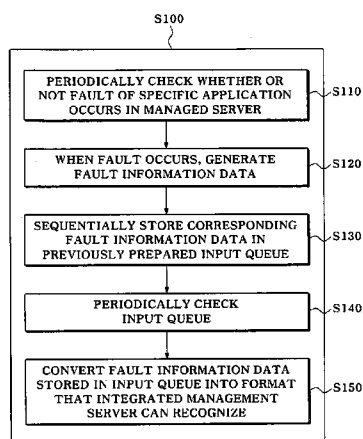 S100
PERIODICALLY CHECK WHETHER OR
NOT FAULT OF SPECIFIC APPLICATION
OCCURS IN MANAGED SERVER
S110
WHEN FAULT OCCURS, GENERATE
FAULT INFORMATION DATA
S120
SEQUENTIALLY STORE CORRESPONDING
FAULT INFORMATION DATA IN
PREVIOUSLY PREPARED INPUT QUEUE
S130
PERIODICALLY CHECK
INPUT QUEUE
S140
CONVERT FAULT INFORMATION DATA
STORED IN INPUT QUEUE INTO FORMAT
THAT INTEGRATED MANAGEMENT
SERVER CAN RECOGNIZE
S150